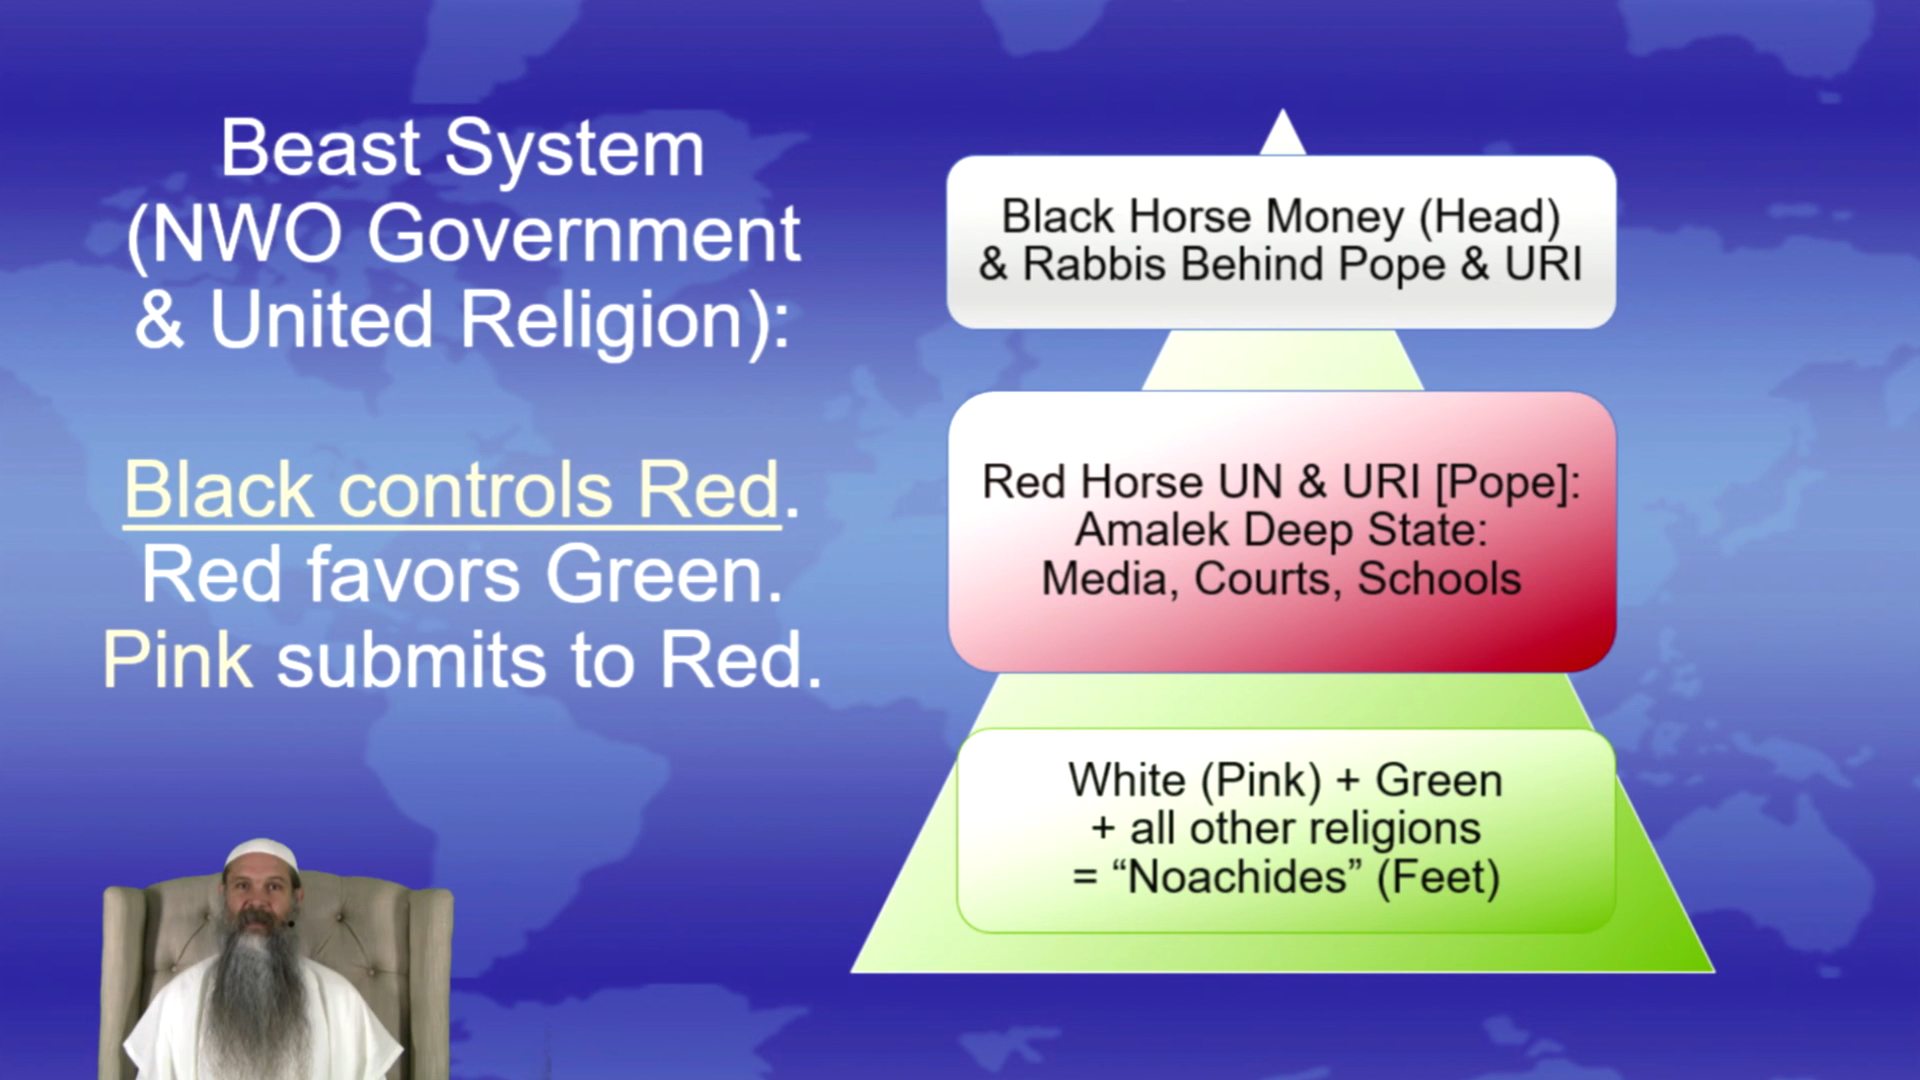 Beast System
(NWO Government
& United Religion):
Black controls Red.
Red favors Green.
Pink submits to Red.
Black Horse Money (Head)
& Rabbis Behind Pope & URI
Red Horse UN & URI [Pope]:
Amalek Deep State:
Media, Courts, Schools
White (Pink) + Green
+ all other religions
= “Noachides” (Feet)